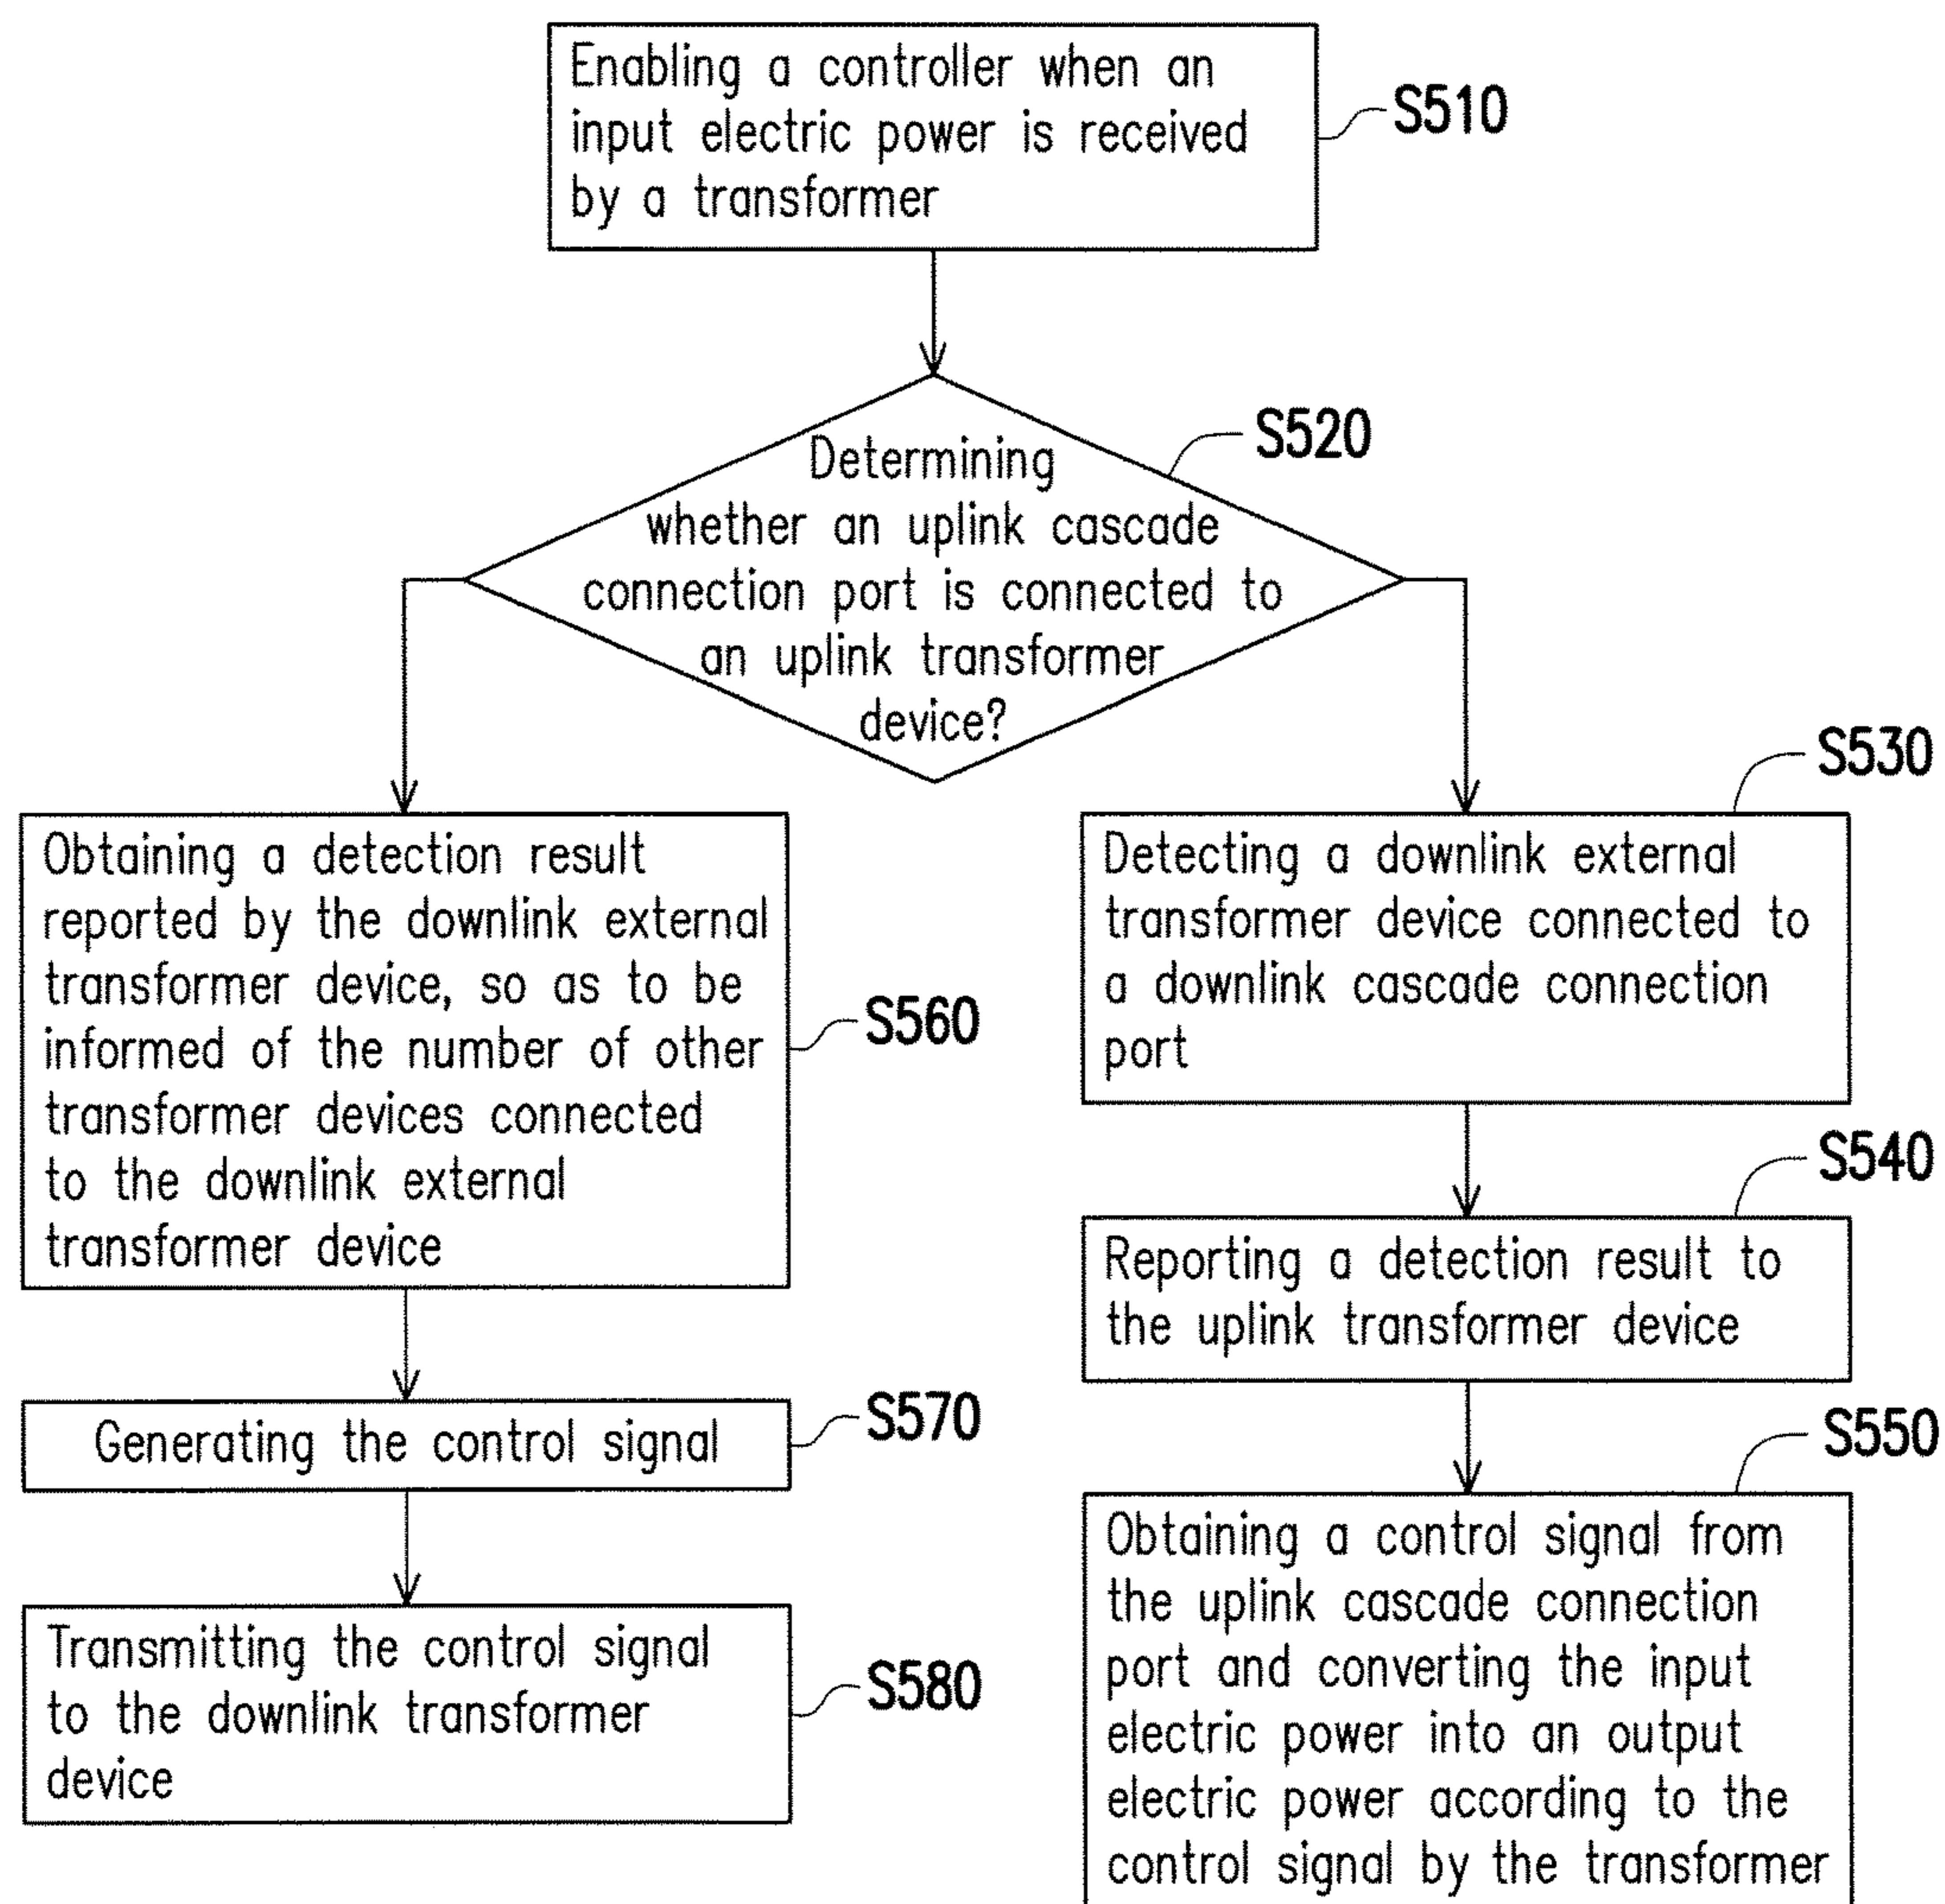 Enabling a controller when an
input electric power is received
by a transformer
S510
S520
Determining
whether an uplink cascade
connection port is connected to
an uplink transformer
device?
Obtaining a detection result
reported by the downlink external
transformer device, so as to be
informed of the number of other
transformer devices connected
to the downlink external
transformer device
S560
Generating the control signal
S570
Transmitting the control signal
to the downlink transformer
device
S580
S530
Detecting a downlink external
transformer device connected to
a downlink cascade connection
port
S540
Reporting a detection result to
the uplink transformer device
S550
Obtaining a control signal from
the uplink cascade connection
port and converting the input
electric power into an output
electric power according to the
control signal by the transformer